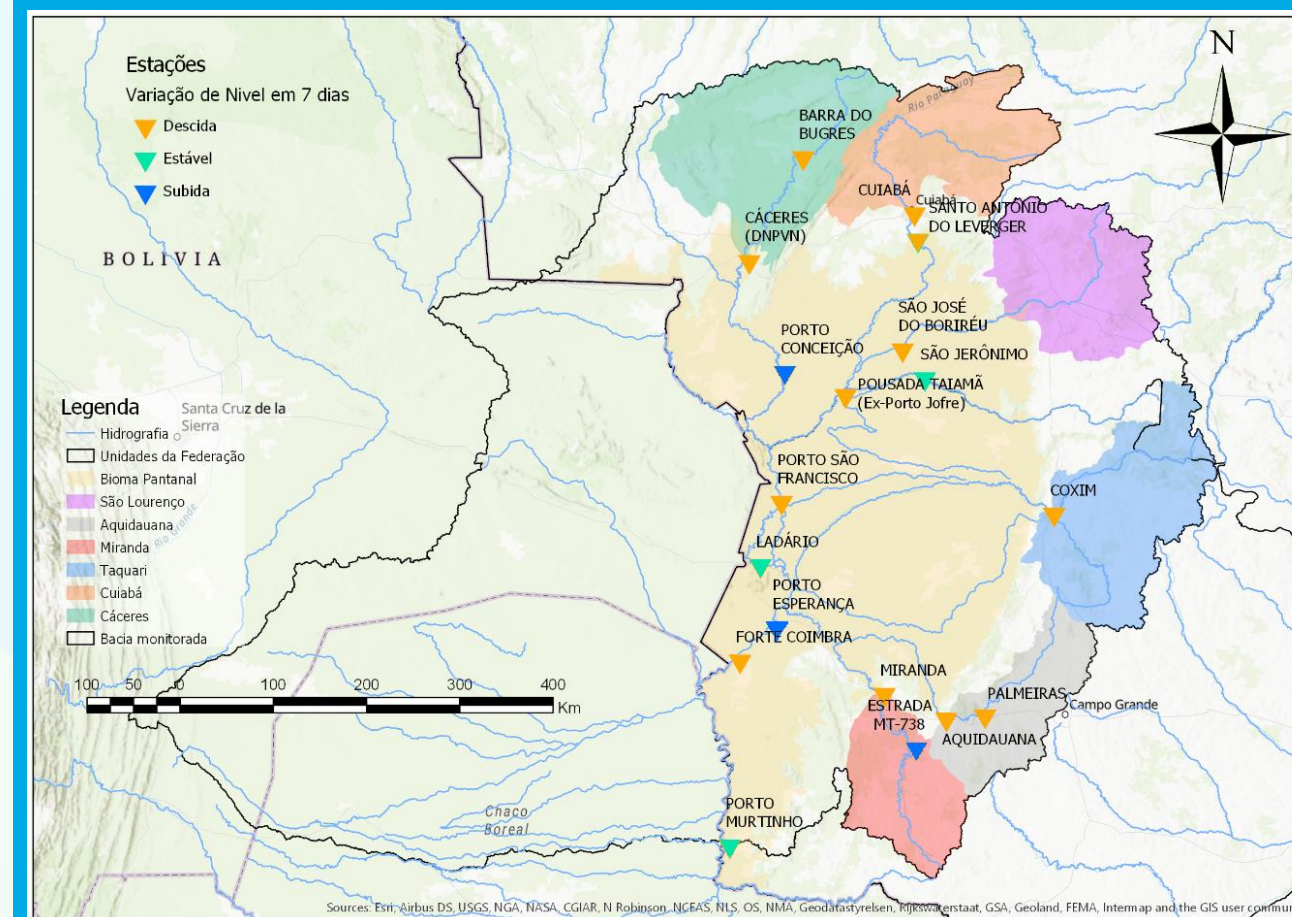 Estações
Variação de Nivel em 7 dias
Descida
Estável
Subida
N
Rio Paraguay
BARRA DO
BUGRES
CUIABÁ
Cuiabá
SANTO ANTONIO
DO LEVERGER
CÁCERES
(DNPVN)
BOLIVIA
SÃO JOSÉ
DO BORIRÉU
PORTO
CONCEIÇÃO
SÃO JERÔNIMO
POUSADA TAIAMÃ
(Ex-Porto Jofre)
Legenda
Hidrografia
Unidades da Federação
Bioma Pantanal
São Lourenço
Aquidauana
Miranda
Taquari
Cuiabá
Cáceres
Bacia monitorada
Santa Cruz de la
Sierra
Rio Grande
PORTO SÃO
FRANCISCO
COXIM
LADÁRIO
PORTO
ESPERANÇA
FORTE COIMBRA
MIRANDA
ESTRADA
MT-738
PALMEIRAS
Campo Grande
AQUIDAUANA
100 50 0 100 200 300 400
Km
Chaco
Boreal
PORTO
MURTINHO
Sources: Esri, Airbus DS, USGS, NGA, NASA, CGIAR, N Robinson, NCEAS, NLS, OS, NMA, Geodatastyrelsen, Rijkswaterstaat, GSA, Geoland, FEMA, Intermap and the GIS user commun